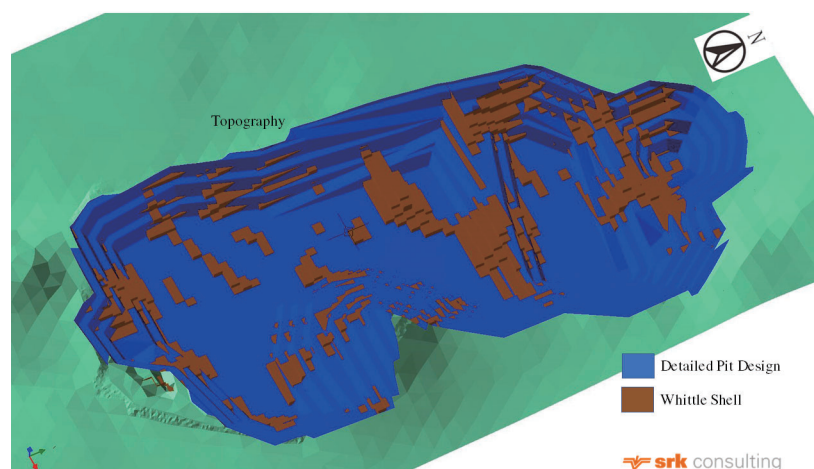 N
Topography
Detailed Pit Design
Whittle Shell
srk consulting